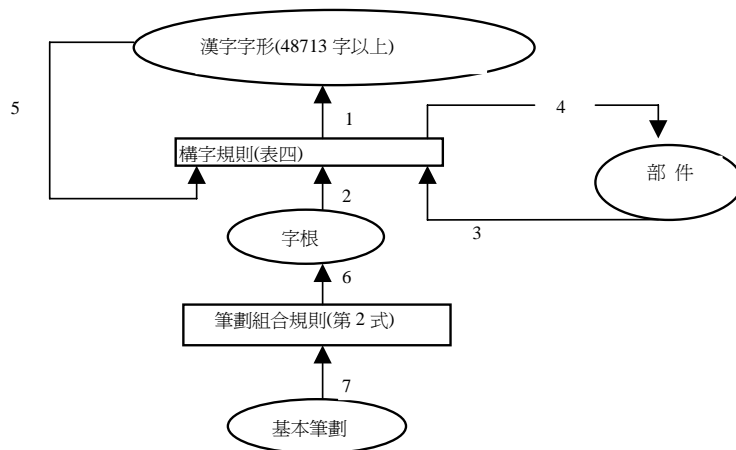 漢字字形(48713 字以上)
5
1
4
構字規則(表四)
部 件
2
3
字根
6
筆劃組合規則(第 2 式)
7
基本筆劃